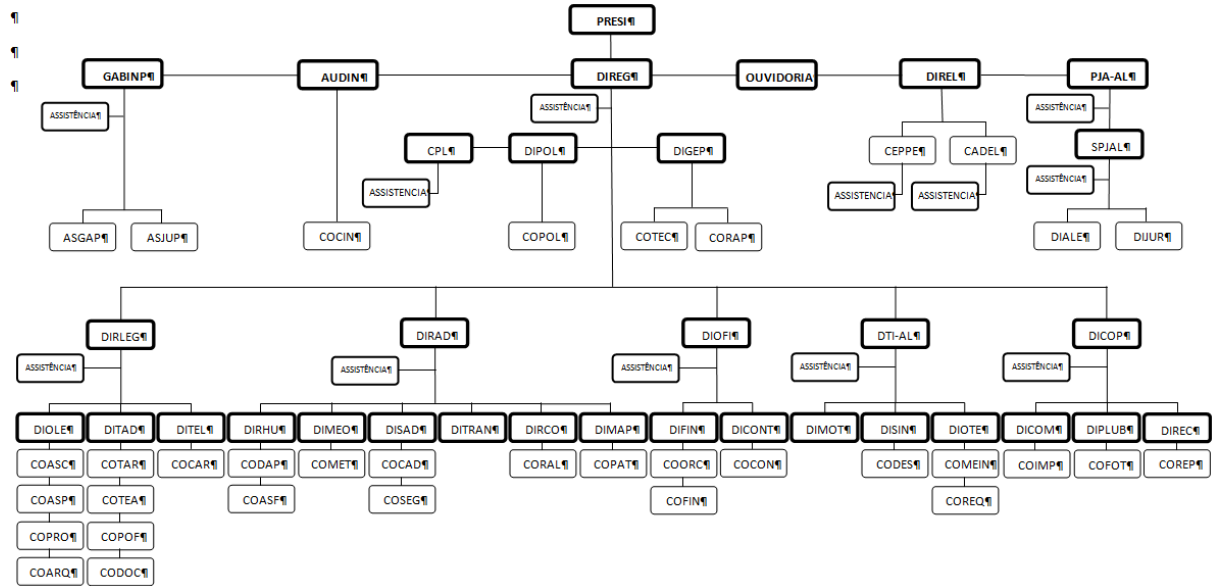 ¶
PRESI¶
¶
¶
GABINP¶ AUDIN¶ DIREG¶ OUVIDORIA¶ DIREL¶ PJA-AL¶
ASSISTÊNCIA¶ ASSISTÊNCIA¶ ASSISTÊNCIA¶
CPL¶ DIPOL¶ DIGEP¶ CEPPE¶ CADEL¶ SPJAL¶
ASSISTENCIA¶ ASSISTENCIA¶ ASSISTENCIA¶ ASSISTÊNCIA¶
ASGAP¶ ASJUP¶ COCIN¶ COPOL¶ COTEC¶ CORAP¶ DIALE¶ DIJUR¶
DIRLEG¶ DIRAD¶ DIOFI¶ DTI-AL¶ DICOP¶
ASSISTÊNCIA¶ ASSISTÊNCIA¶ ASSISTÊNCIA¶ ASSISTÊNCIA¶ ASSISTÊNCIA¶
DIOLE¶ DITAD¶ DITEL¶ DIRHU¶ DIMEO¶ DISAD¶ DITRAN¶ DIRCO¶ DIMAP¶ DIFIN¶ DICONT¶ DIMOT¶ DISIN¶ DIOTE¶ DICOM¶ DIPLUB¶ DIREC¶
COASC¶ COTAR¶ COCAR¶ CODAP¶ COMET¶ COCAD¶ CORAL¶ COPAT¶ COORC¶ COCON¶ CODES¶ COMEIN¶ COIMP¶ COFOT¶ COREP¶
COASP¶ COTEA¶ COASF¶ COSEG¶ COFIN¶ COREQ¶
COPRO¶ COPOF¶
COARQ¶ CODOC¶